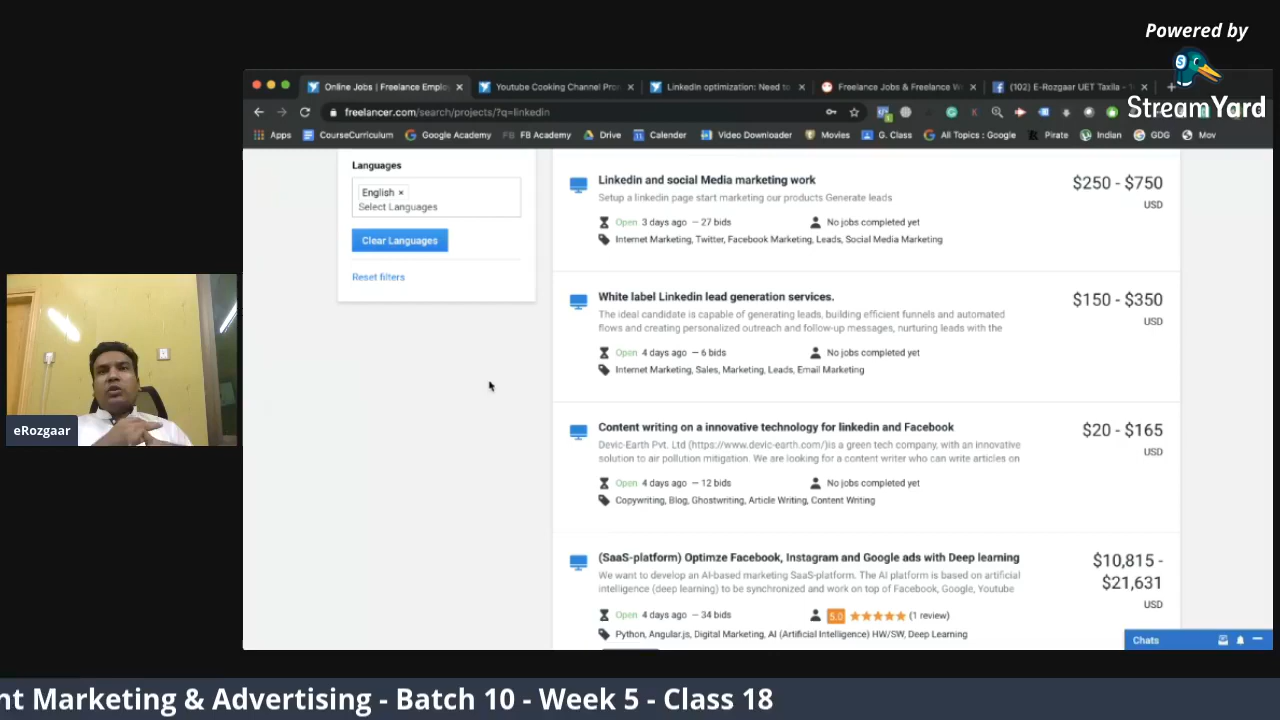 Powered by
StreamYard
Online Jobs | Freelance Emplo
Youtube Cooking Channel Pro
LinkedIn optimization: Need to
Freelance Jobs & Freelance W
(102) E-Rozgaar UET Taxila -
freelancer.com/search/projects/?q=linkedin
Apps CourseCurriculum Google Academy FB Academy Drive Calender Video Downloader Movies G. Class All Topics : Google Pirate Indian GDG Mov
Languages
English ×
Select Languages
Clear Languages
Reset filters
Linkedin and social Media marketing work
$250 - $750
USD
Setup a linkedin page start marketing our products Generate leads
Open 3 days ago — 27 bids
No jobs completed yet
Internet Marketing, Twitter, Facebook Marketing, Leads, Social Media Marketing
White label Linkedin lead generation services.
$150 - $350
USD
The ideal candidate is capable of generating leads, building efficient funnels and automated
flows and creating personalized outreach and follow-up messages, nurturing leads with the
Open 4 days ago — 6 bids
No jobs completed yet
Internet Marketing, Sales, Marketing, Leads, Email Marketing
Content writing on a innovative technology for linkedin and Facebook
$20 - $165
USD
Devic-Earth Pvt. Ltd (https://www.devic-earth.com/)is a green tech company, with an innovative
solution to air pollution mitigation. We are looking for a content writer who can write articles on
Open 4 days ago — 12 bids
No jobs completed yet
Copywriting, Blog, Ghostwriting, Article Writing, Content Writing
(SaaS-platform) Optimze Facebook, Instagram and Google ads with Deep learning
$10,815 -
$21,631
USD
We want to develop an AI-based marketing SaaS-platform. The AI platform is based on artificial
intelligence (deep learning) to be synchronized and work on top of Facebook, Google, Youtube
Open 4 days ago — 34 bids
5.0 (1 review)
Python, Angular.js, Digital Marketing, AI (Artificial Intelligence) HW/SW, Deep Learning
Chats
eRozgaar
nt Marketing & Advertising - Batch 10 - Week 5 - Class 18